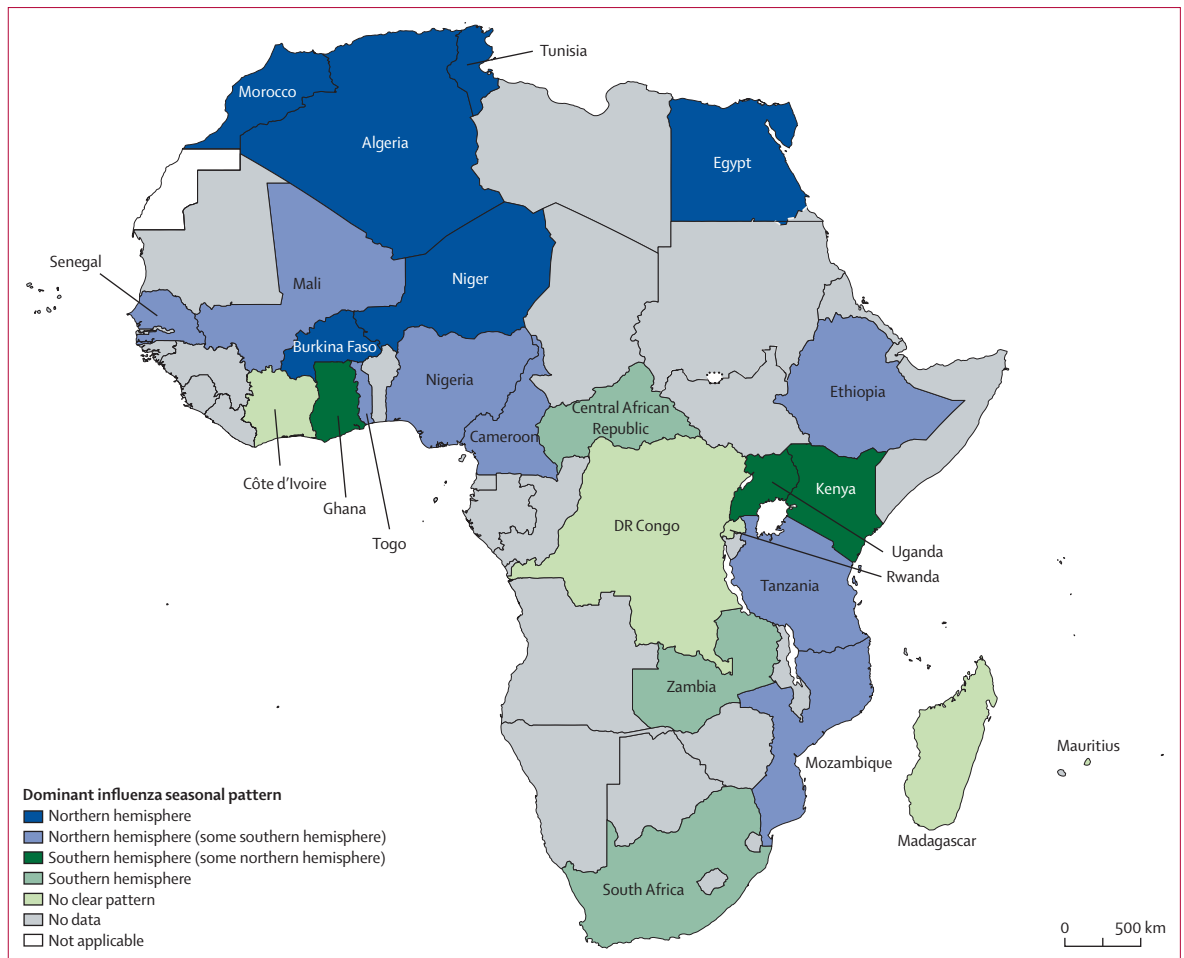 Tunisia
Morocco
Algeria
Egypt
Senegal
Mali
Niger
Burkina Faso
Nigeria
Ethiopia
Central African
Republic
Cameroon
Côte d'Ivoire
Kenya
Ghana
DR Congo
Togo
Uganda
Rwanda
Tanzania
Zambia
Mauritius
Mozambique
Madagascar
South Africa
Dominant influenza seasonal pattern
Northern hemisphere
Northern hemisphere (some southern hemisphere)
Southern hemisphere (some northern hemisphere)
Southern hemisphere
No clear pattern
No data
Not applicable
0 500 km